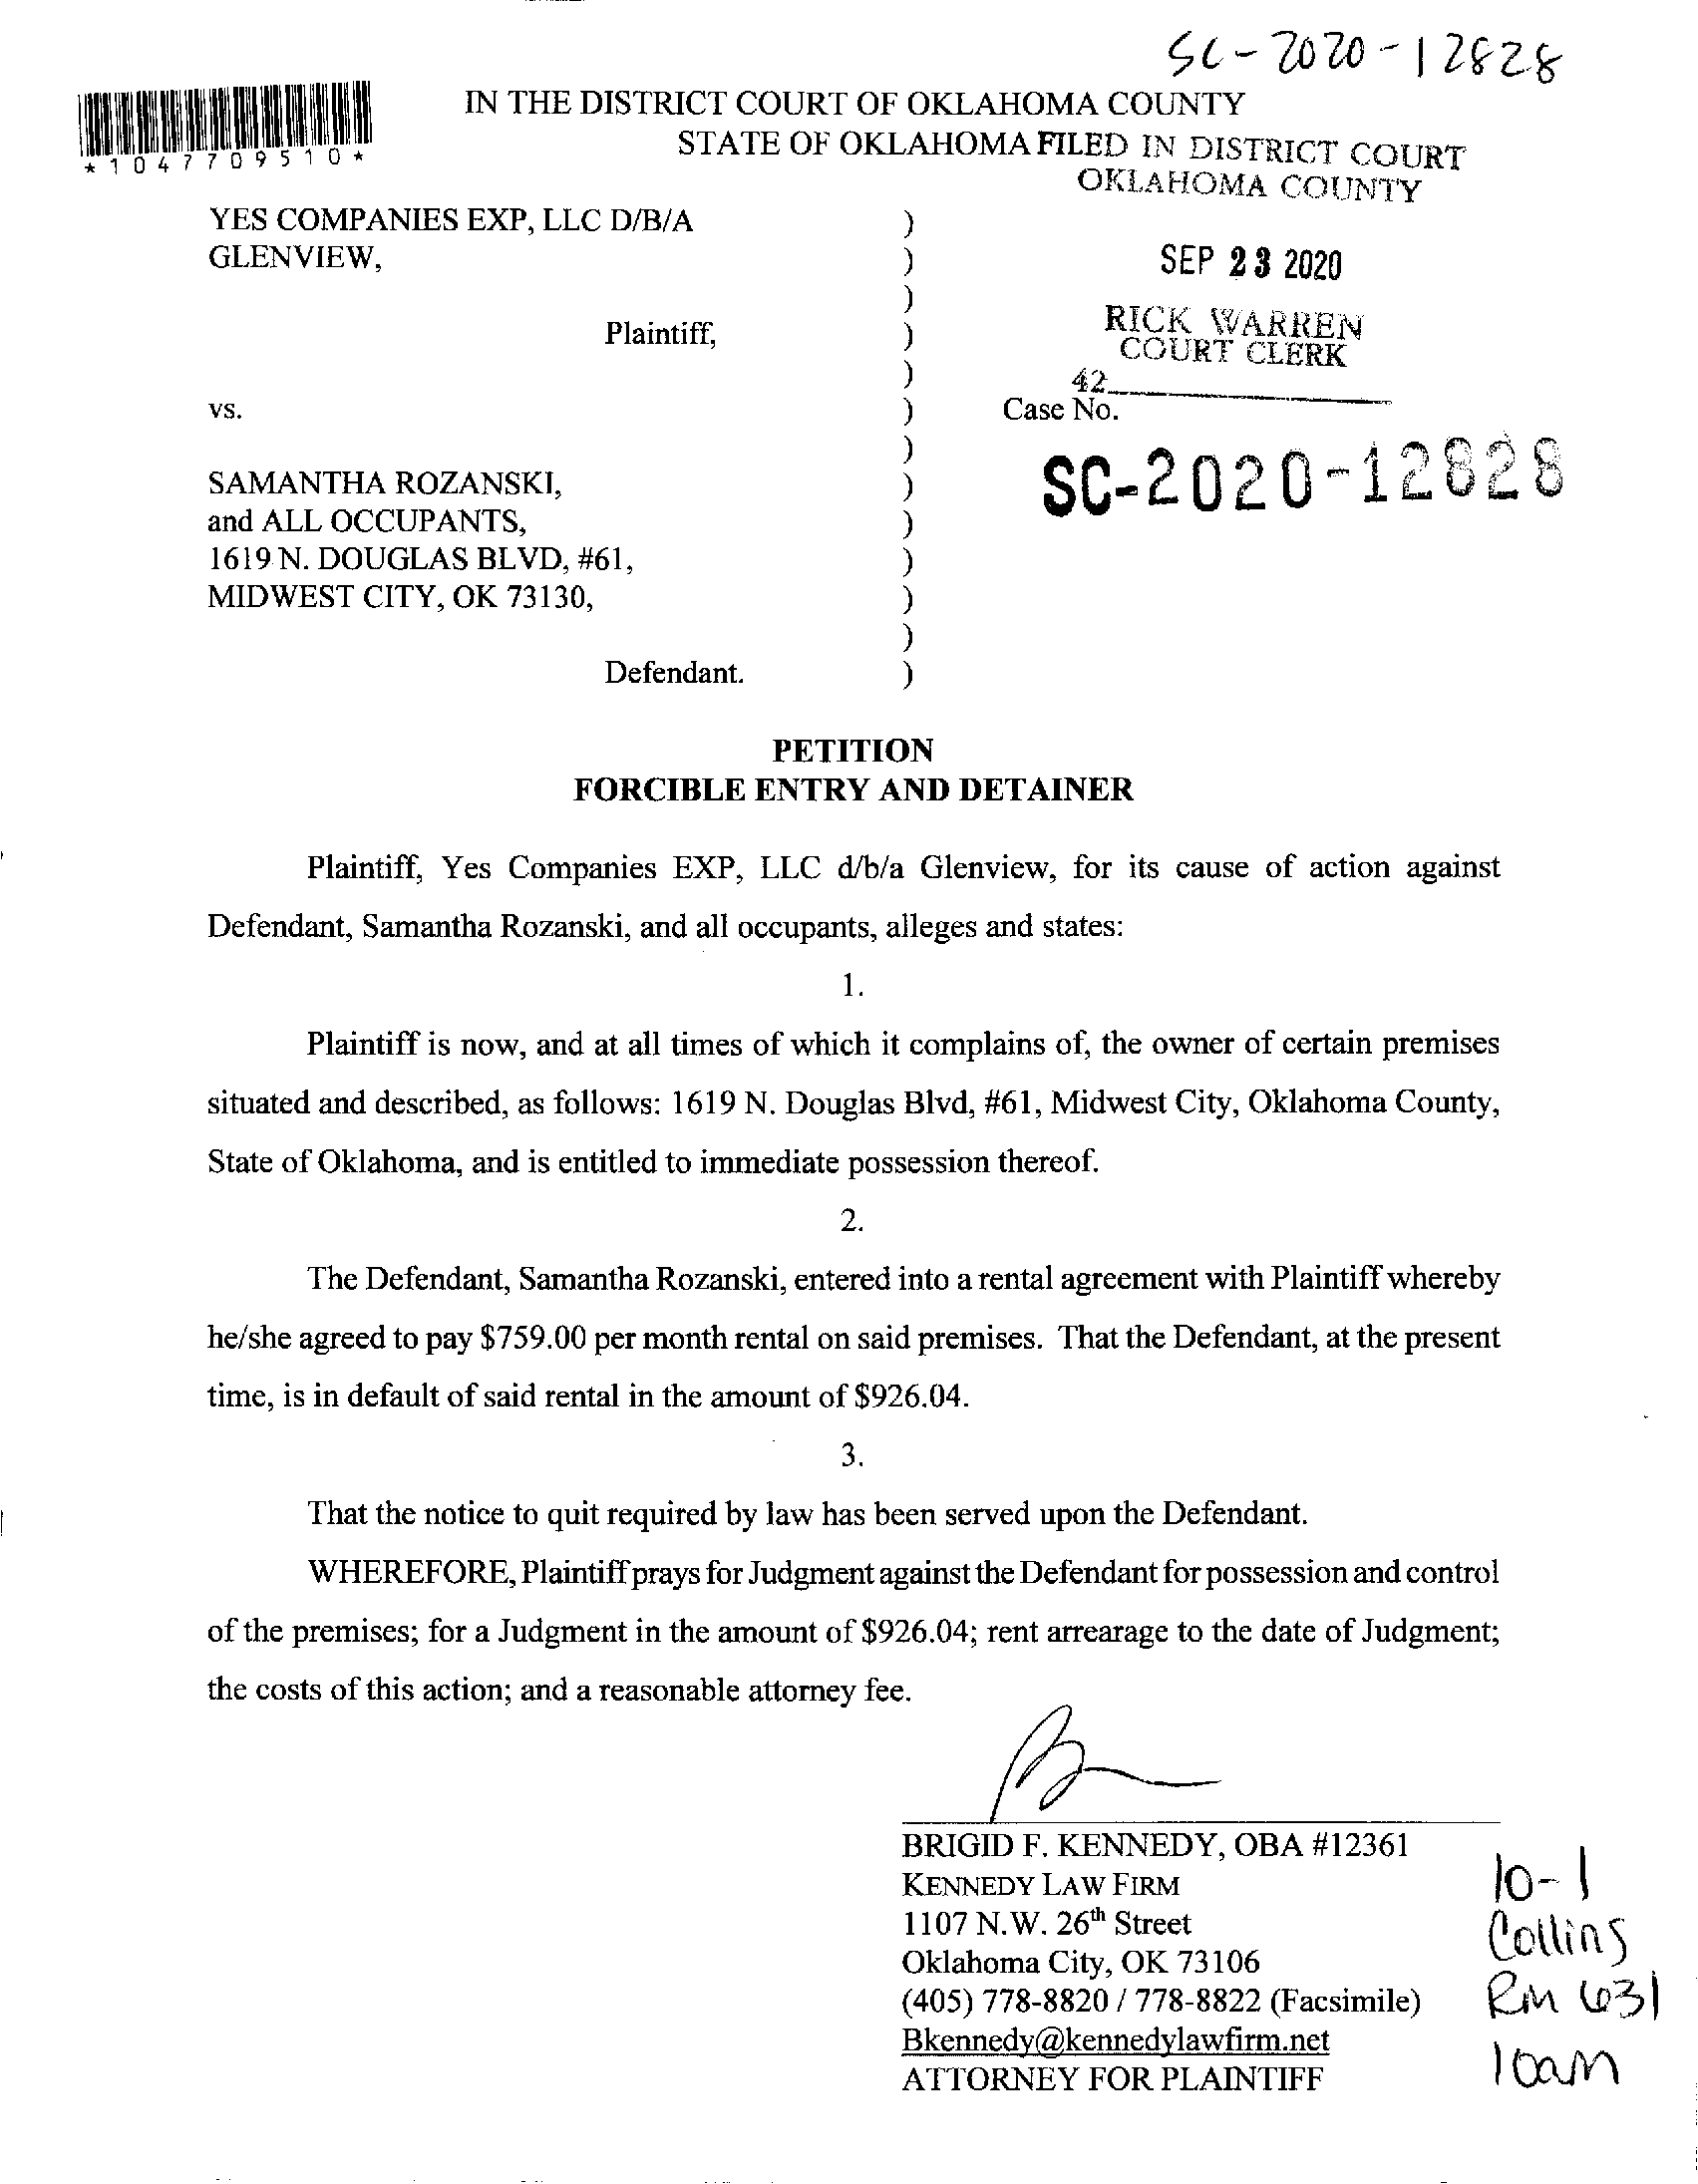 SC-2020-12828
IN THE DISTRICT COURT OF OKLAHOMA COUNTY
STATE OF OKLAHOMA
*1047709510*
FILED IN DISTRICT COURT
OKLAHOMA COUNTY
SEP 23 2020
RICK WARREN
COURT CLERK
42
YES COMPANIES EXP, LLC D/B/A )
GLENVIEW, )
)
Plaintiff, )
)
vs. ) Case No.
)
SC-2020-12828
SAMANTHA ROZANSKI, )
and ALL OCCUPANTS, )
1619 N. DOUGLAS BLVD, #61, )
MIDWEST CITY, OK 73130, )
)
Defendant. )
PETITION
FORCIBLE ENTRY AND DETAINER
Plaintiff, Yes Companies EXP, LLC d/b/a Glenview, for its cause of action against
Defendant, Samantha Rozanski, and all occupants, alleges and states:
1.
Plaintiff is now, and at all times of which it complains of, the owner of certain premises
situated and described, as follows: 1619 N. Douglas Blvd, #61, Midwest City, Oklahoma County,
State of Oklahoma, and is entitled to immediate possession thereof.
2.
The Defendant, Samantha Rozanski, entered into a rental agreement with Plaintiff whereby
he/she agreed to pay $759.00 per month rental on said premises. That the Defendant, at the present
time, is in default of said rental in the amount of $926.04.
3.
That the notice to quit required by law has been served upon the Defendant.
WHEREFORE, Plaintiff prays for Judgment against the Defendant for possession and control
of the premises; for a Judgment in the amount of $926.04; rent arrearage to the date of Judgment;
the costs of this action; and a reasonable attorney fee.
BRIGID F. KENNEDY, OBA #12361
KENNEDY LAW FIRM
1107 N.W. 26th Street
Oklahoma City, OK 73106
(405) 778-8820 / 778-8822 (Facsimile)
Bkennedy@kennedylawfirm.net
ATTORNEY FOR PLAINTIFF
10-1
Collins
Rm 631
10am